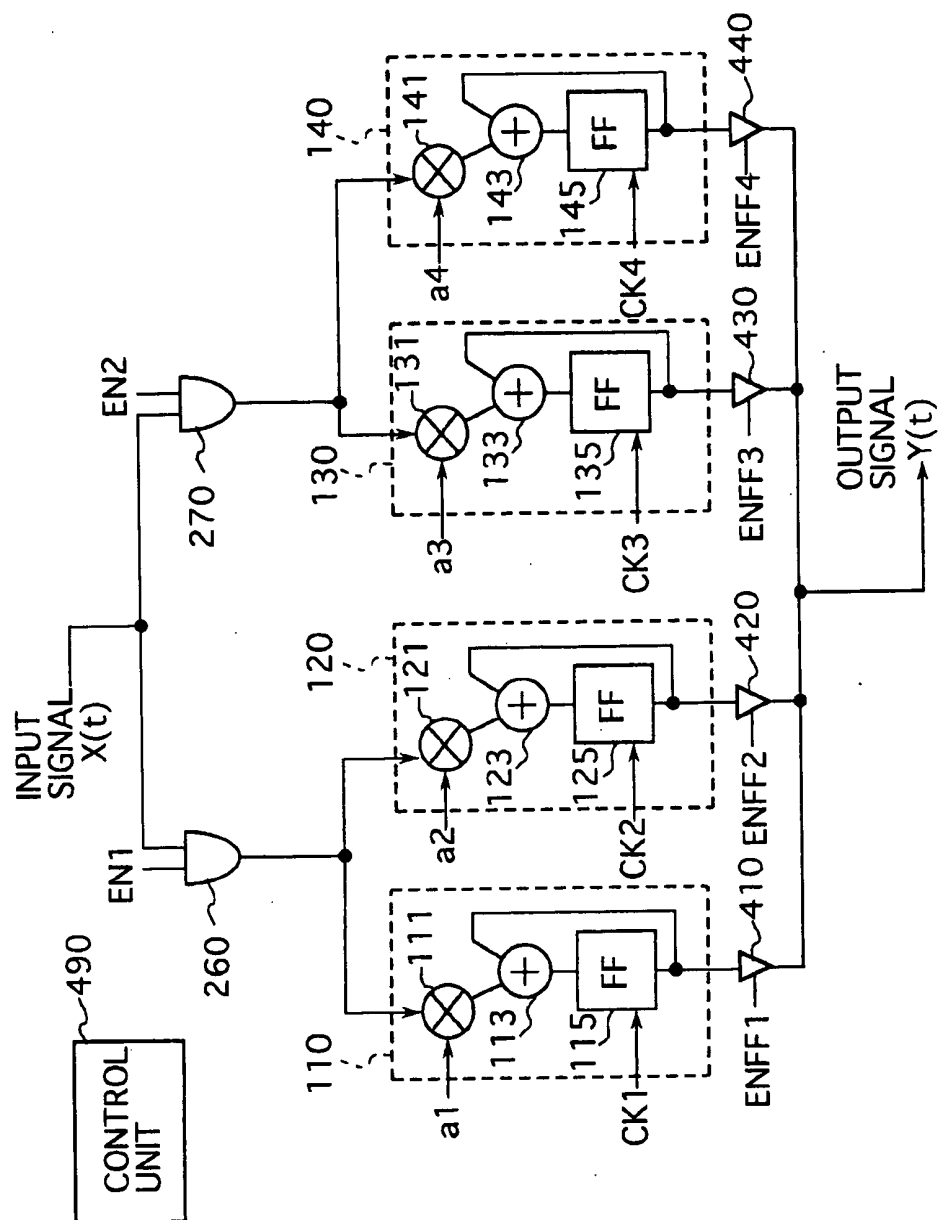 490
CONTROL
UNIT
INPUT
SIGNAL
X(t)
EN1
260
EN2
270
110
111
a1
113
115
FF
CK1
120
121
a2
123
125
FF
CK2
130
131
a3
133
135
FF
CK3
140
141
a4
143
145
FF
CK4
410
ENFF1
420
ENFF2
430
ENFF3
440
ENFF4
OUTPUT
SIGNAL
Y(t)